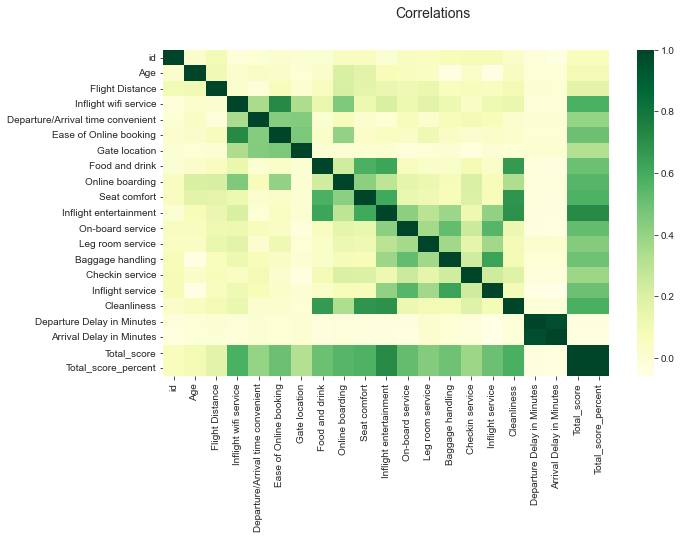 Correlations
id
Age
Flight Distance
Inflight wifi service
Departure/Arrival time convenient
Ease of Online booking
Gate location
Food and drink
Online boarding
Seat comfort
Inflight entertainment
On-board service
Leg room service
Baggage handling
Checkin service
Inflight service
Cleanliness
Departure Delay in Minutes
Arrival Delay in Minutes
Total_score
Total_score_percent
id
Age
Flight Distance
Inflight wifi service
Departure/Arrival time convenient
Ease of Online booking
Gate location
Food and drink
Online boarding
Seat comfort
Inflight entertainment
On-board service
Leg room service
Baggage handling
Checkin service
Inflight service
Cleanliness
Departure Delay in Minutes
Arrival Delay in Minutes
Total_score
Total_score_percent
1.0
0.8
0.6
0.4
0.2
0.0